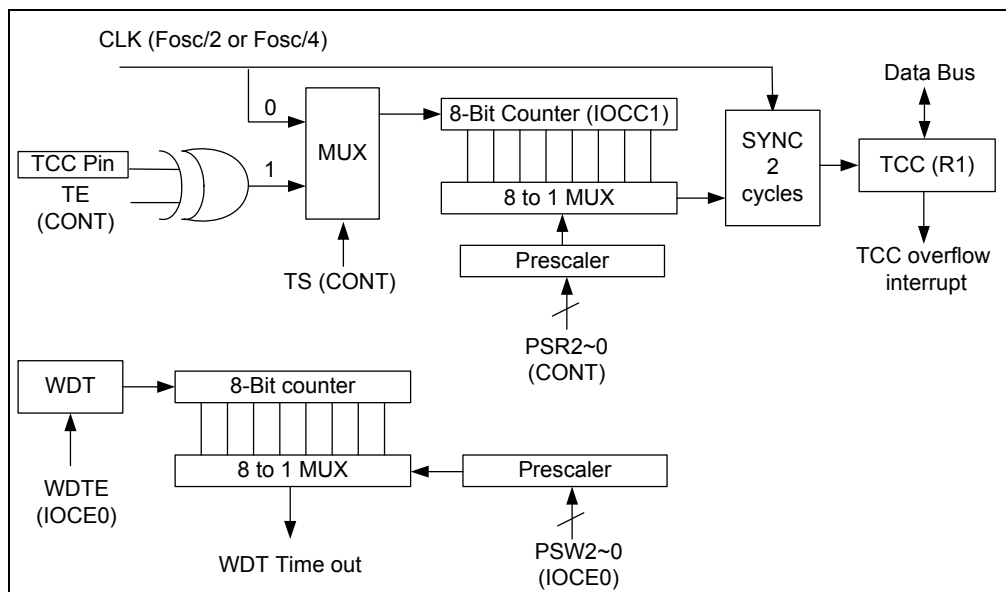 CLK (Fosc/2 or Fosc/4)
Data Bus
0
8-Bit Counter (IOCC1)
MUX
SYNC
2
cycles
TCC Pin
1
TCC (R1)
TE
(CONT)
8 to 1 MUX
TS (CONT)
Prescaler
TCC overflow
interrupt
PSR2~0
(CONT)
WDT
8-Bit counter
8 to 1 MUX
Prescaler
WDTE
(IOCE0)
WDT Time out
PSW2~0
(IOCE0)